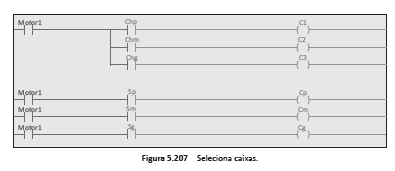 Motor1 Chp C1
Chm C2
Chg C3
Motor1 Sp Cp
Motor1 Sm Cm
Motor1 Sg Cg
Figura 5.207 Seleciona caixas.